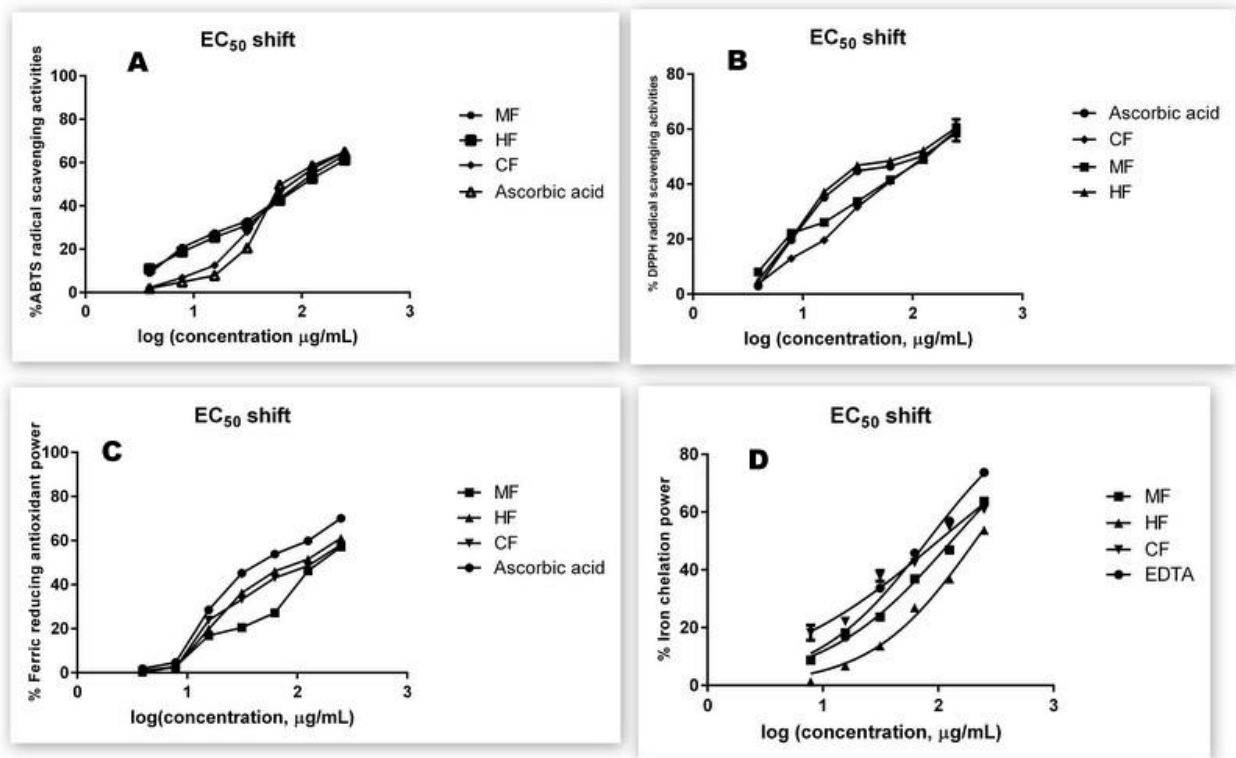 EC50 shift
A
%ABTS radical scavenging activities
100
80
60
40
20
0
0
1
2
3
log (concentration µg/mL)
MF
HF
CF
Ascorbic acid
EC50 shift
B
% DPPH radical scavenging activities
80
60
40
20
0
0
1
2
3
log (concentration, µg/mL)
Ascorbic acid
CF
MF
HF
EC50 shift
C
% Ferric reducing antioxidant power
100
80
60
40
20
0
0
1
2
3
log(concentration, µg/mL)
MF
HF
CF
Ascorbic acid
EC50 shift
D
% Iron chelation power
80
60
40
20
0
0
1
2
3
log (concentration, µg/mL)
MF
HF
CF
EDTA